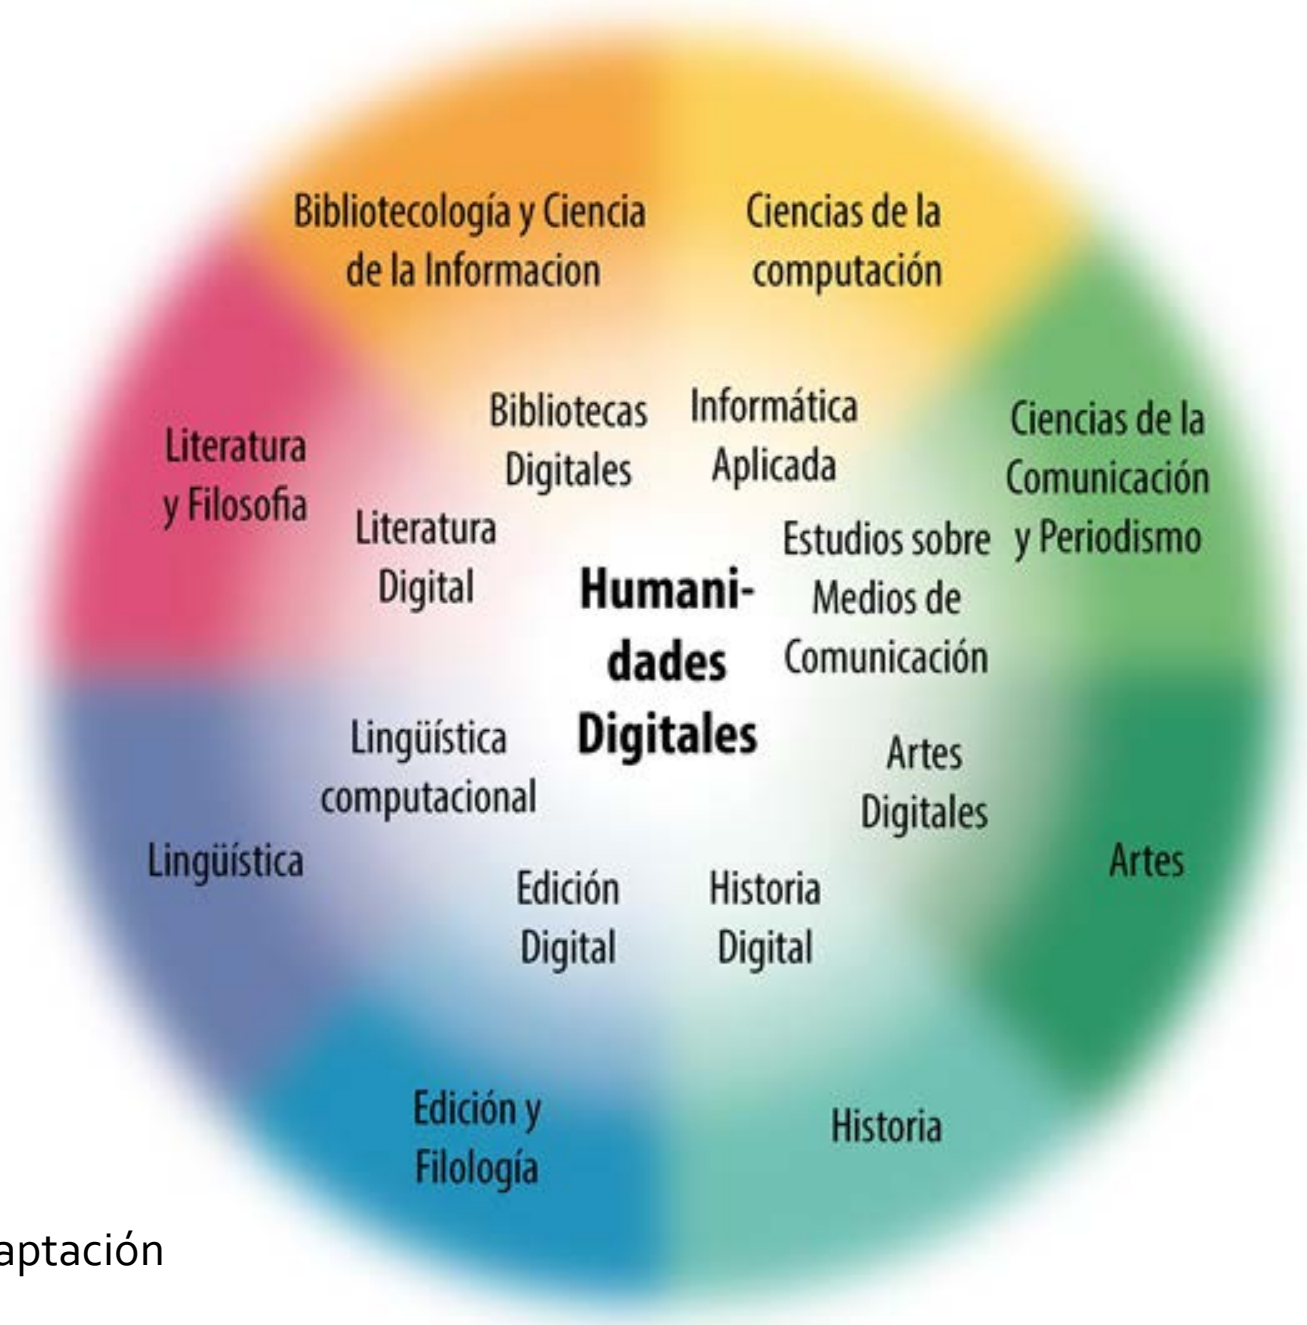 Bibliotecología y Ciencia
de la Informacion
Ciencias de la
computación
Literatura
y Filosofia
Bibliotecas
Digitales
Informática
Aplicada
Ciencias de la
Comunicación
y Periodismo
Literatura
Digital
Estudios sobre
Medios de
Comunicación
Humani-
dades
Digitales
Lingüística
computacional
Artes
Digitales
Lingüística
Artes
Edición
Digital
Historia
Digital
Edición y
Filología
Historia
aptación